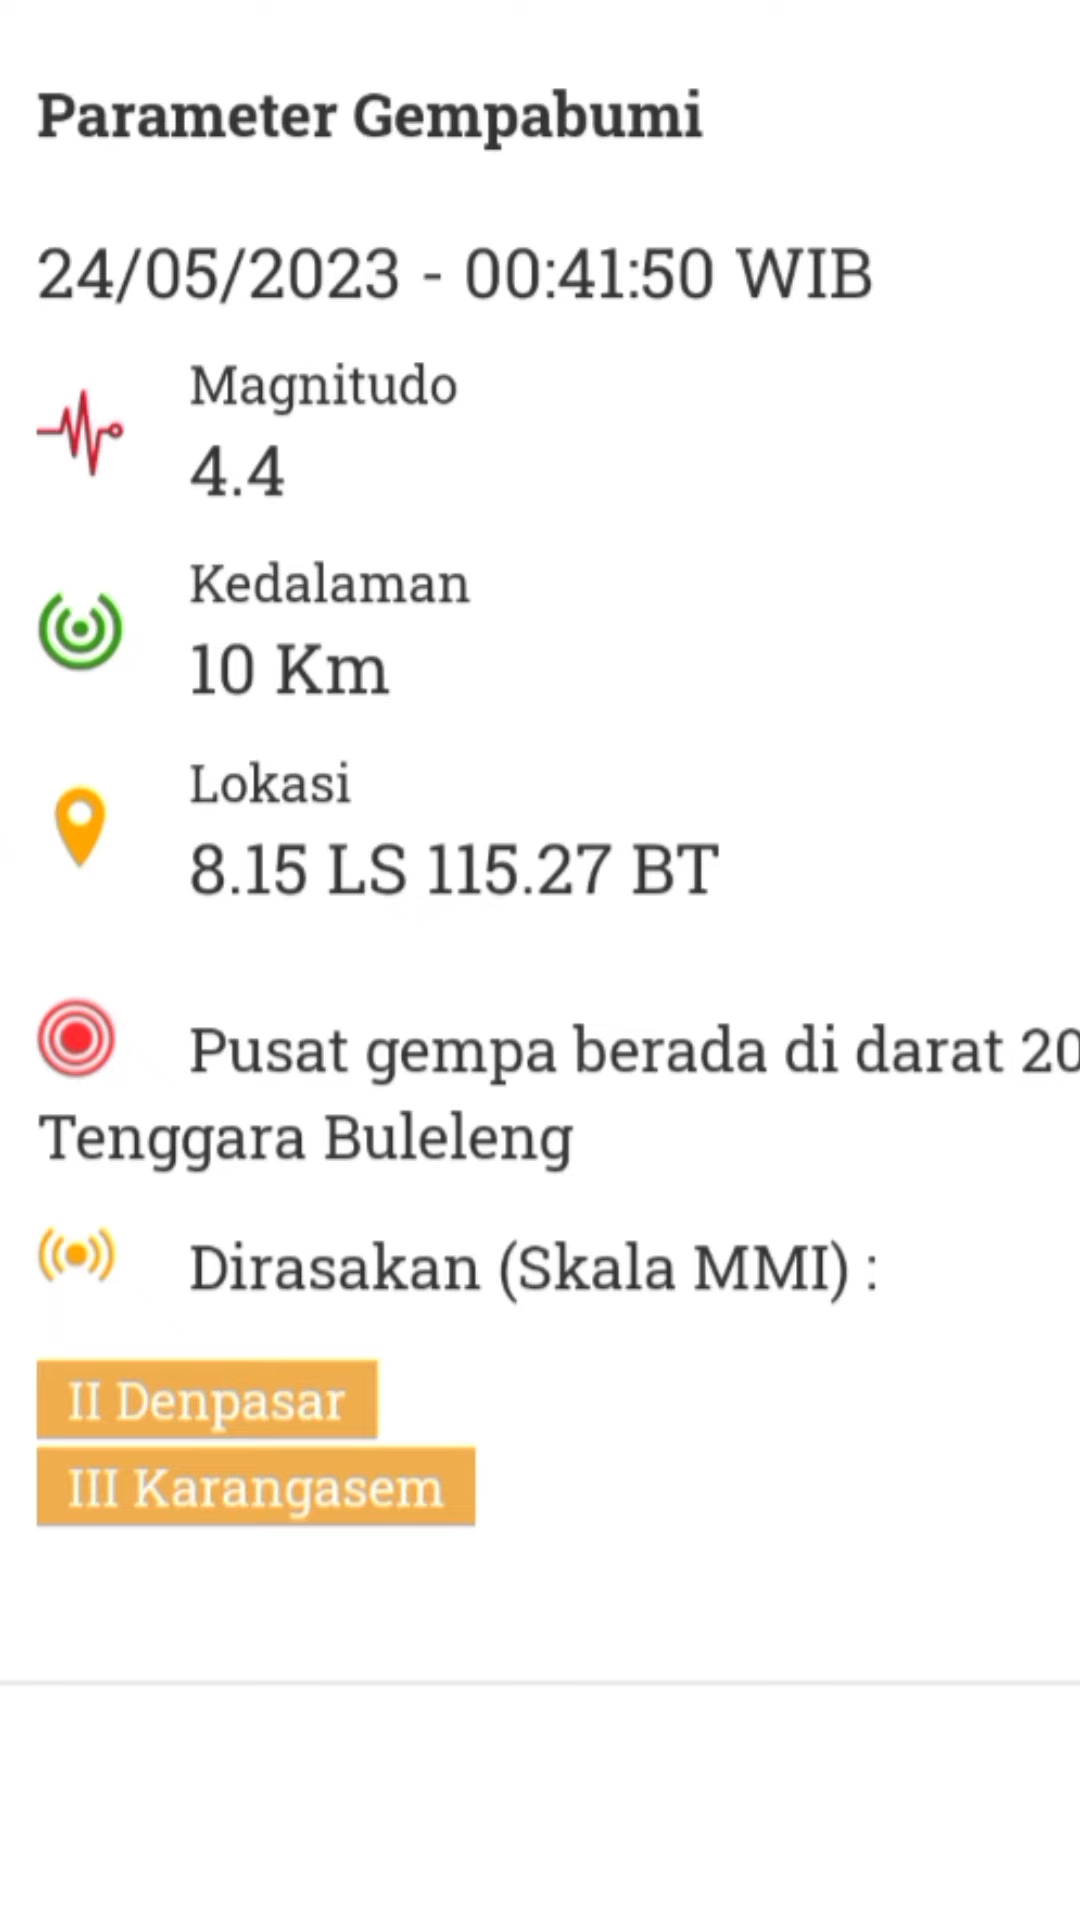 Parameter Gempabumi
24/05/2023 - 00:41:50 WIB
Magnitudo
4.4
Kedalaman
10 Km
Lokasi
8.15 LS 115.27 BT
Pusat gempa berada di darat 20
Tenggara Buleleng
Dirasakan (Skala MMI) :
II Denpasar
III Karangasem